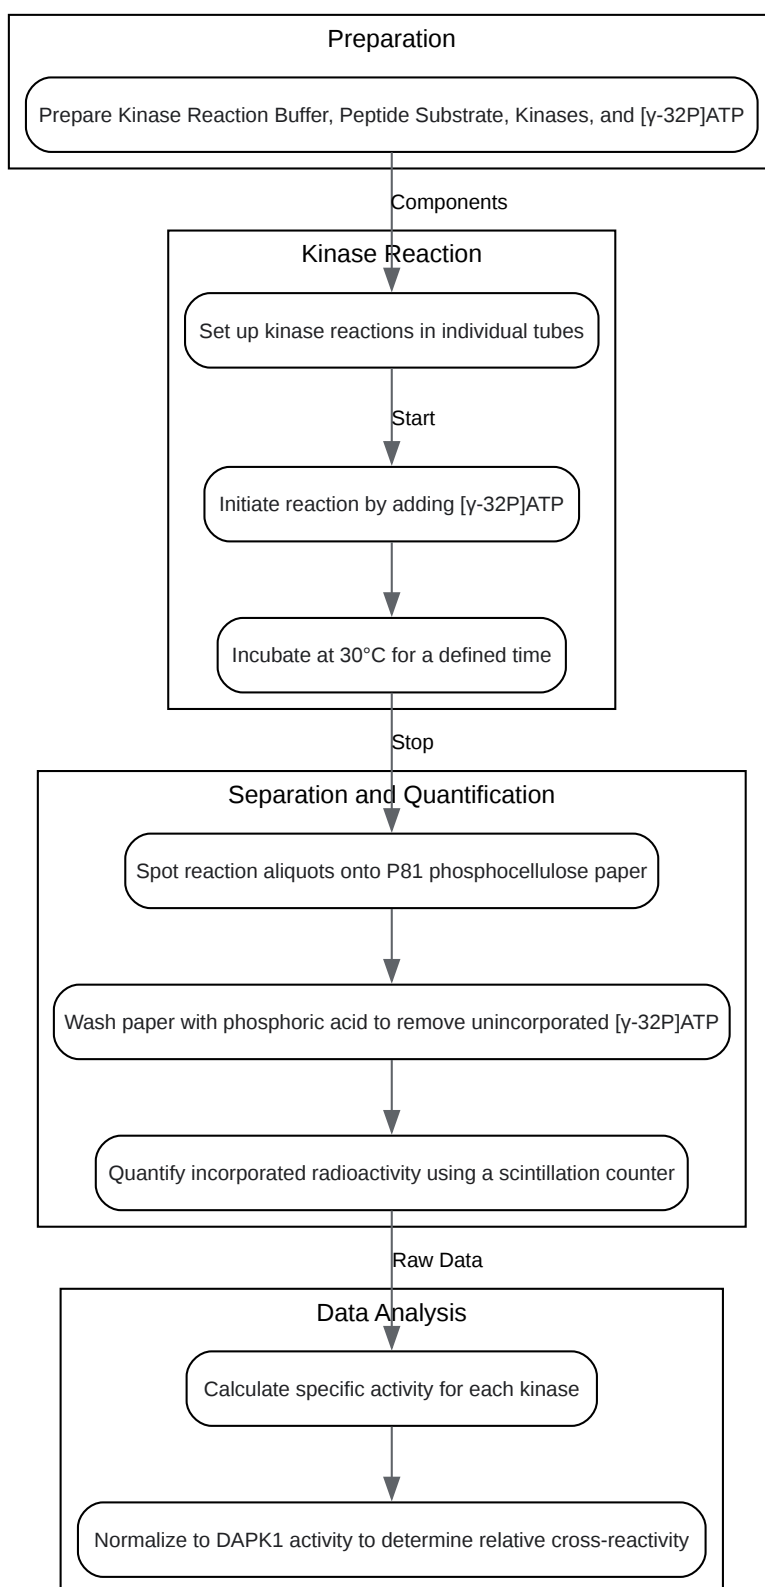 Preparation
Prepare Kinase Reaction Buffer, Peptide Substrate, Kinases, and [γ-32P]ATP
Components
Kinase Reaction
Set up kinase reactions in individual tubes
Start
Initiate reaction by adding [γ-32P]ATP
Incubate at 30°C for a defined time
Stop
Separation and Quantification
Spot reaction aliquots onto P81 phosphocellulose paper
Wash paper with phosphoric acid to remove unincorporated [γ-32P]ATP
Quantify incorporated radioactivity using a scintillation counter
Raw Data
Data Analysis
Calculate specific activity for each kinase
Normalize to DAPK1 activity to determine relative cross-reactivity